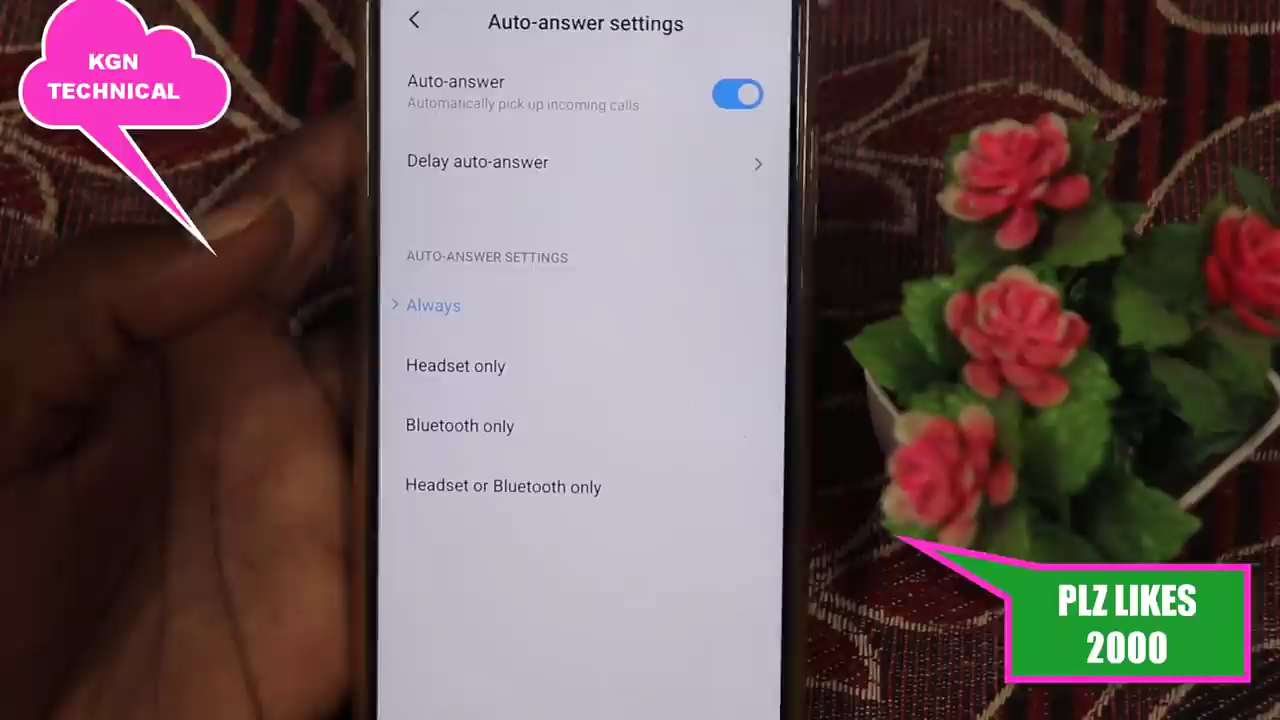 KGN
TECHNICAL
Auto-answer settings
Auto-answer
Automatically pick up incoming calls
Delay auto-answer
AUTO-ANSWER SETTINGS
Always
Headset only
Bluetooth only
Headset or Bluetooth only
PLZ LIKES
2000